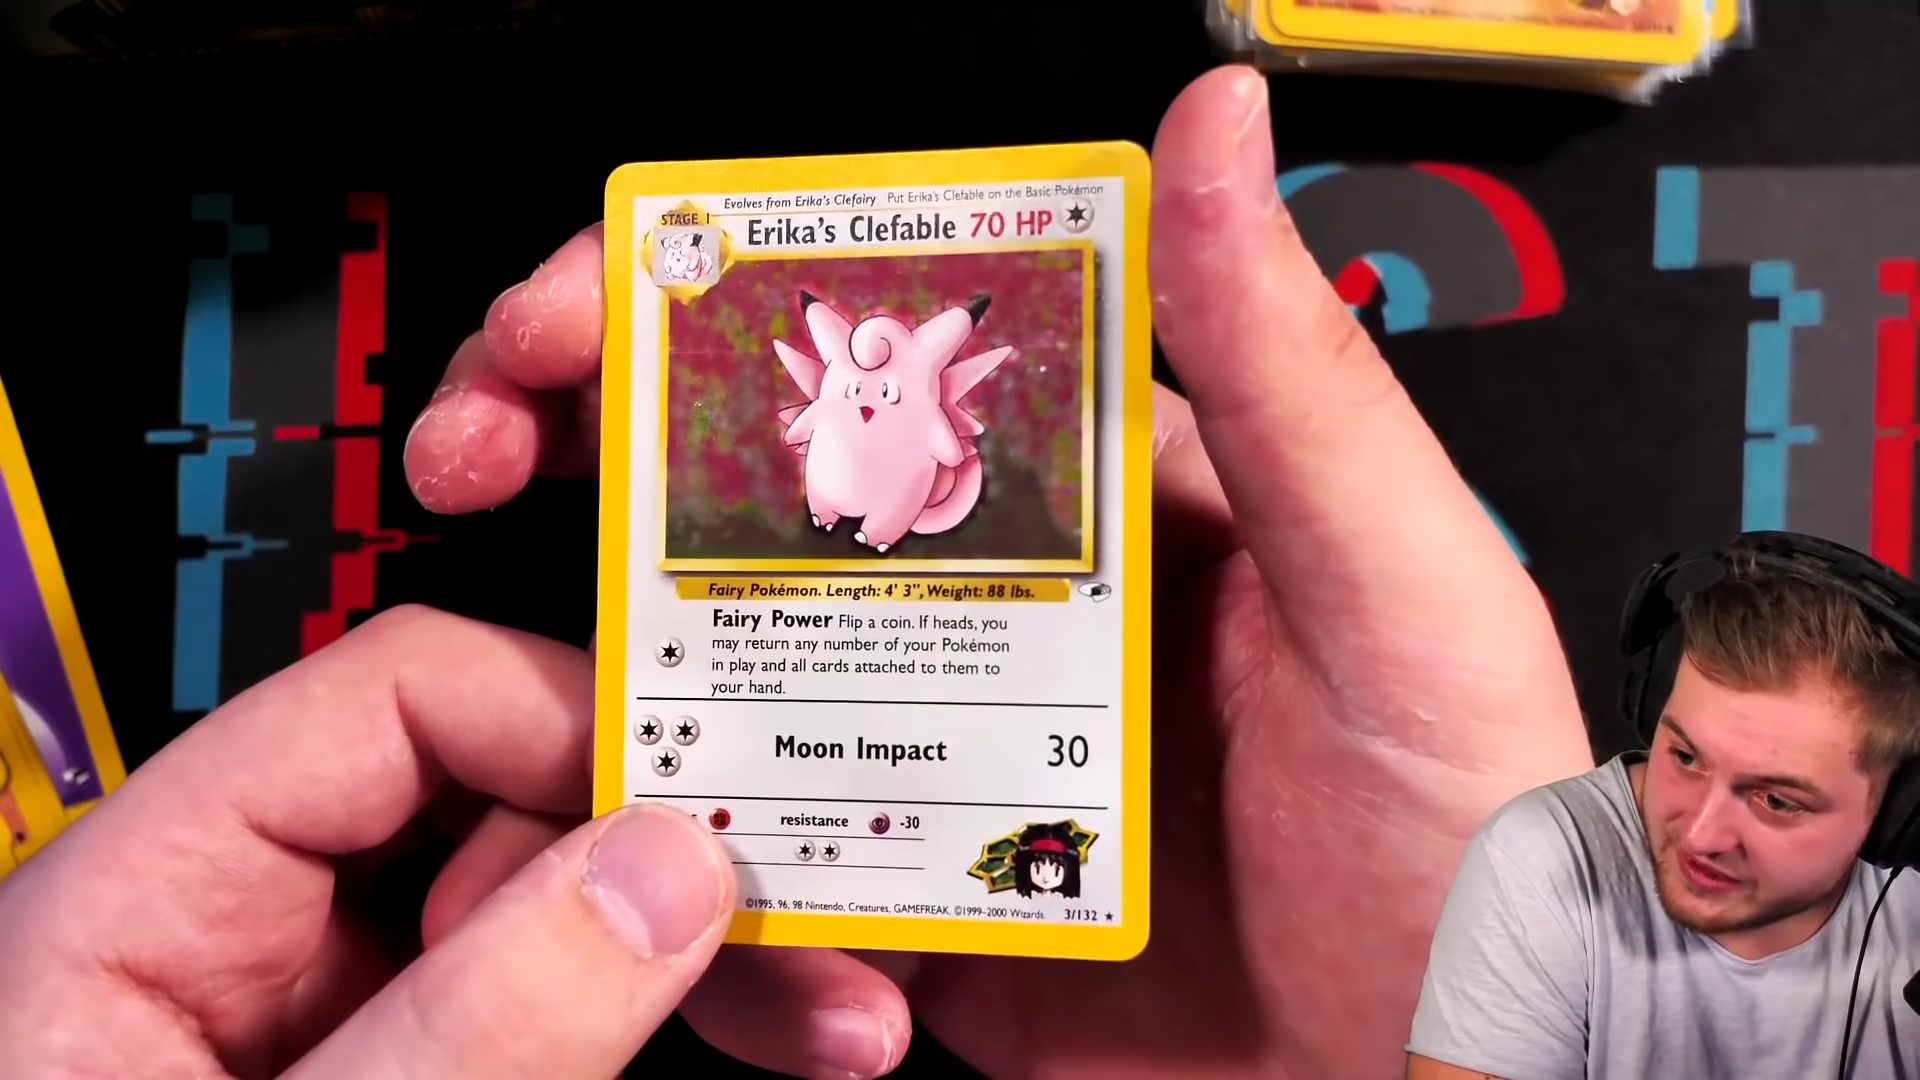 Evolves from Erika's Clefairy Put Erika's Clefable on the Basic Pokémon
STAGE 1
Erika's Clefable 70 HP
Fairy Pokémon. Length: 4' 3", Weight: 88 lbs.
Fairy Power Flip a coin. If heads, you
may return any number of your Pokémon
in play and all cards attached to them to
your hand.
Moon Impact 30
resistance -30
©1995, 96, 98 Nintendo, Creatures, GAMEFREAK. ©1999-2000 Wizards. 3/132